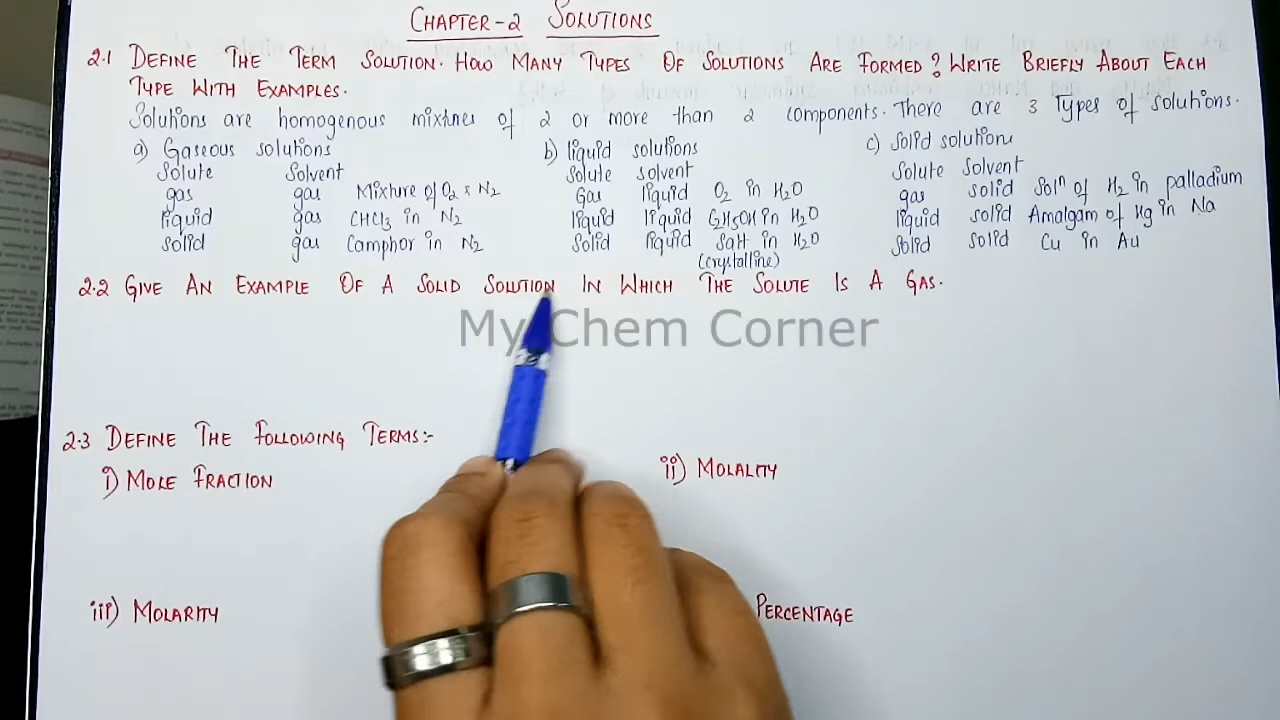 CHAPTER-2 SOLUTIONS
2.1 DEFINE THE TERM SOLUTION. HOW MANY TYPES OF SOLUTIONS ARE FORMED? WRITE BRIEFLY ABOUT EACH
TYPE WITH EXAMPLES.
Solutions are homogenous mixtures of 2 or more than 2 components. There are 3 Types of solutions.
a) Gaseous solutions
Solute Solvent
gas gas Mixture of O2 & N2
liquid gas CHCl3 in N2
solid gas Camphor in N2
b) liquid solutions
Solute solvent
Gas liquid O2 in H2O
liquid liquid C2H5OH in H2O
Solid liquid Salt in H2O
(crystalline)
c) Solid solutions
Solute Solvent
gas solid Soln of H2 in palladium
liquid solid Amalgam of Hg in Na
Solid solid Cu in Au
2.2 GIVE AN EXAMPLE OF A SOLID SOLUTION IN WHICH THE SOLUTE IS A GAS.
My Chem Corner
2.3 DEFINE THE FOLLOWING TERMS:-
i) MOLE FRACTION
ii) MOLALITY
iii) MOLARITY
PERCENTAGE